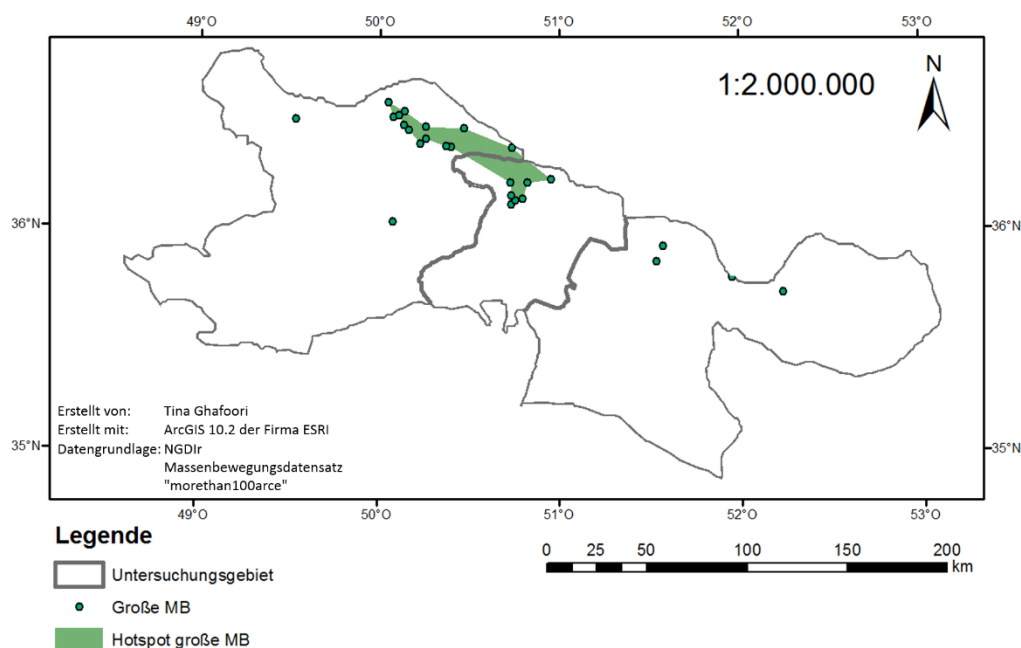 49°O 50°O 51°O 52°O 53°O
N
1:2.000.000
36°N 36°N
Erstellt von: Tina Ghafoori
Erstellt mit: ArcGIS 10.2 der Firma ESRI
Datengrundlage: NGDIr
35°N 35°N
Massenbewegungsdatensatz
"morethan100arce"
49°O 50°O 51°O 52°O 53°O
Legende
0 25 50 100 150 200
km
Untersuchungsgebiet
Große MB
Hotspot große MB